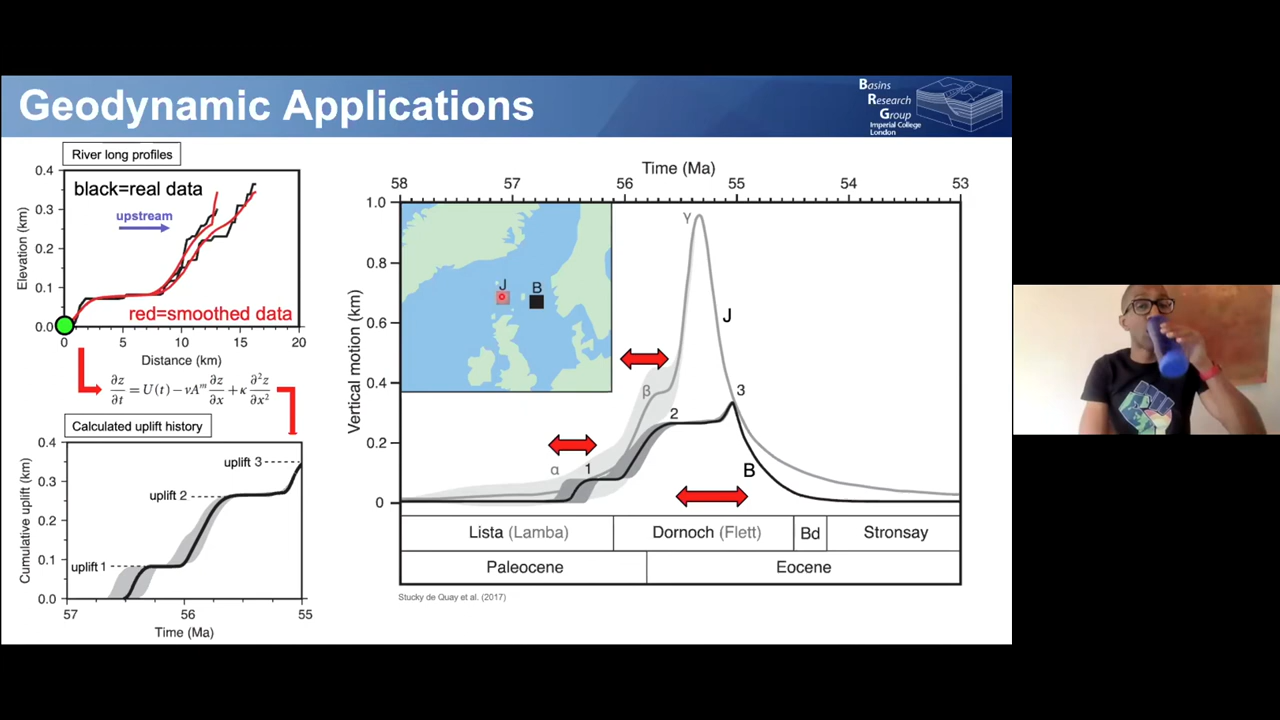 Geodynamic Applications
Basins
Research
Group
Imperial College
London
River long profiles
black=real data
upstream
red=smoothed data
Elevation (km)
0.4
0.3
0.2
0.1
0.0
0 5 10 15 20
Distance (km)
∂z/∂t = U(t) − vA^m ∂z/∂x + κ ∂²z/∂x²
Calculated uplift history
Cumulative uplift (km)
0.4
0.3
0.2
0.1
0.0
uplift 3
uplift 2
uplift 1
57 56 55
Time (Ma)
Time (Ma)
58 57 56 55 54 53
Vertical motion (km)
1.0
0.8
0.6
0.4
0.2
0
J B
γ
J
β
3
2
α 1
B
Lista (Lamba) Dornoch (Flett) Bd Stronsay
Paleocene Eocene
Stucky de Quay et al. (2017)